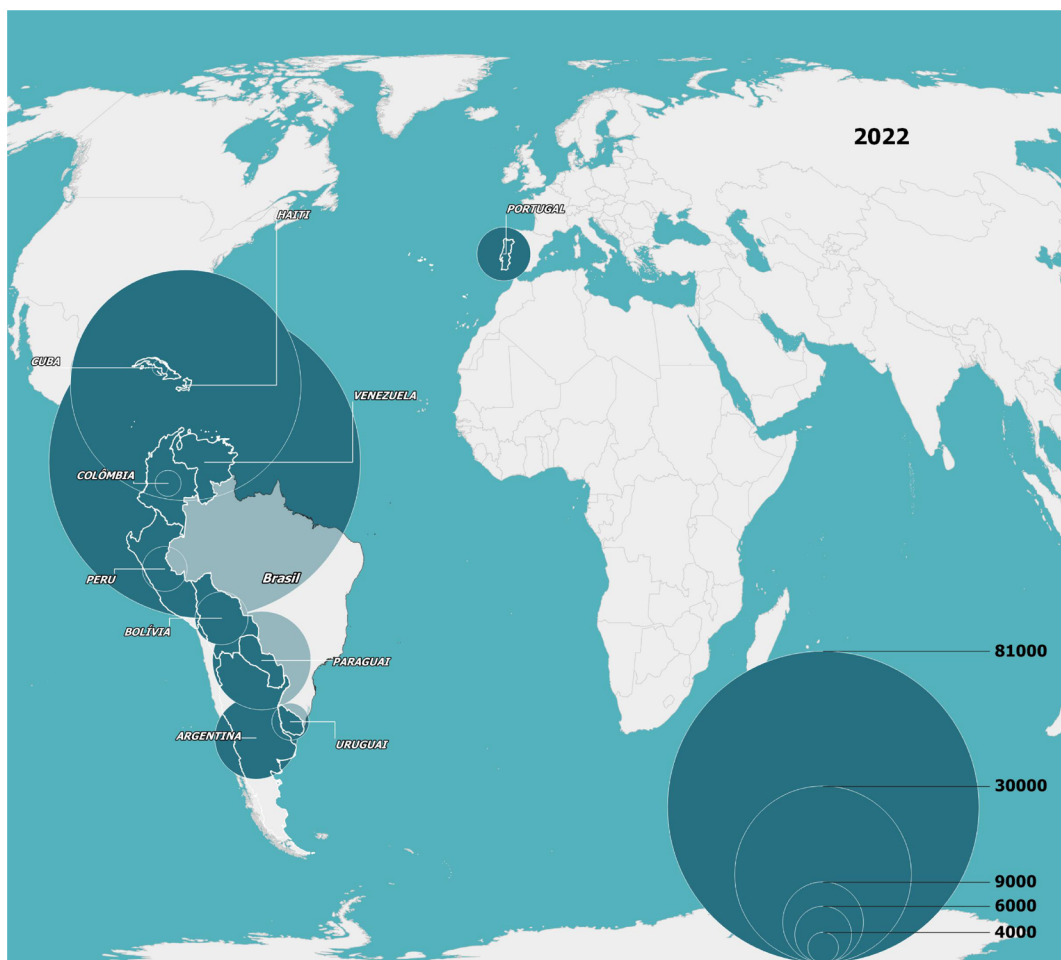 2022
HAITI
PORTUGAL
CUBA
VENEZUELA
COLÔMBIA
PERU
Brasil
BOLÍVIA
PARAGUAI
ARGENTINA
URUGUAI
81000
30000
9000
6000
4000